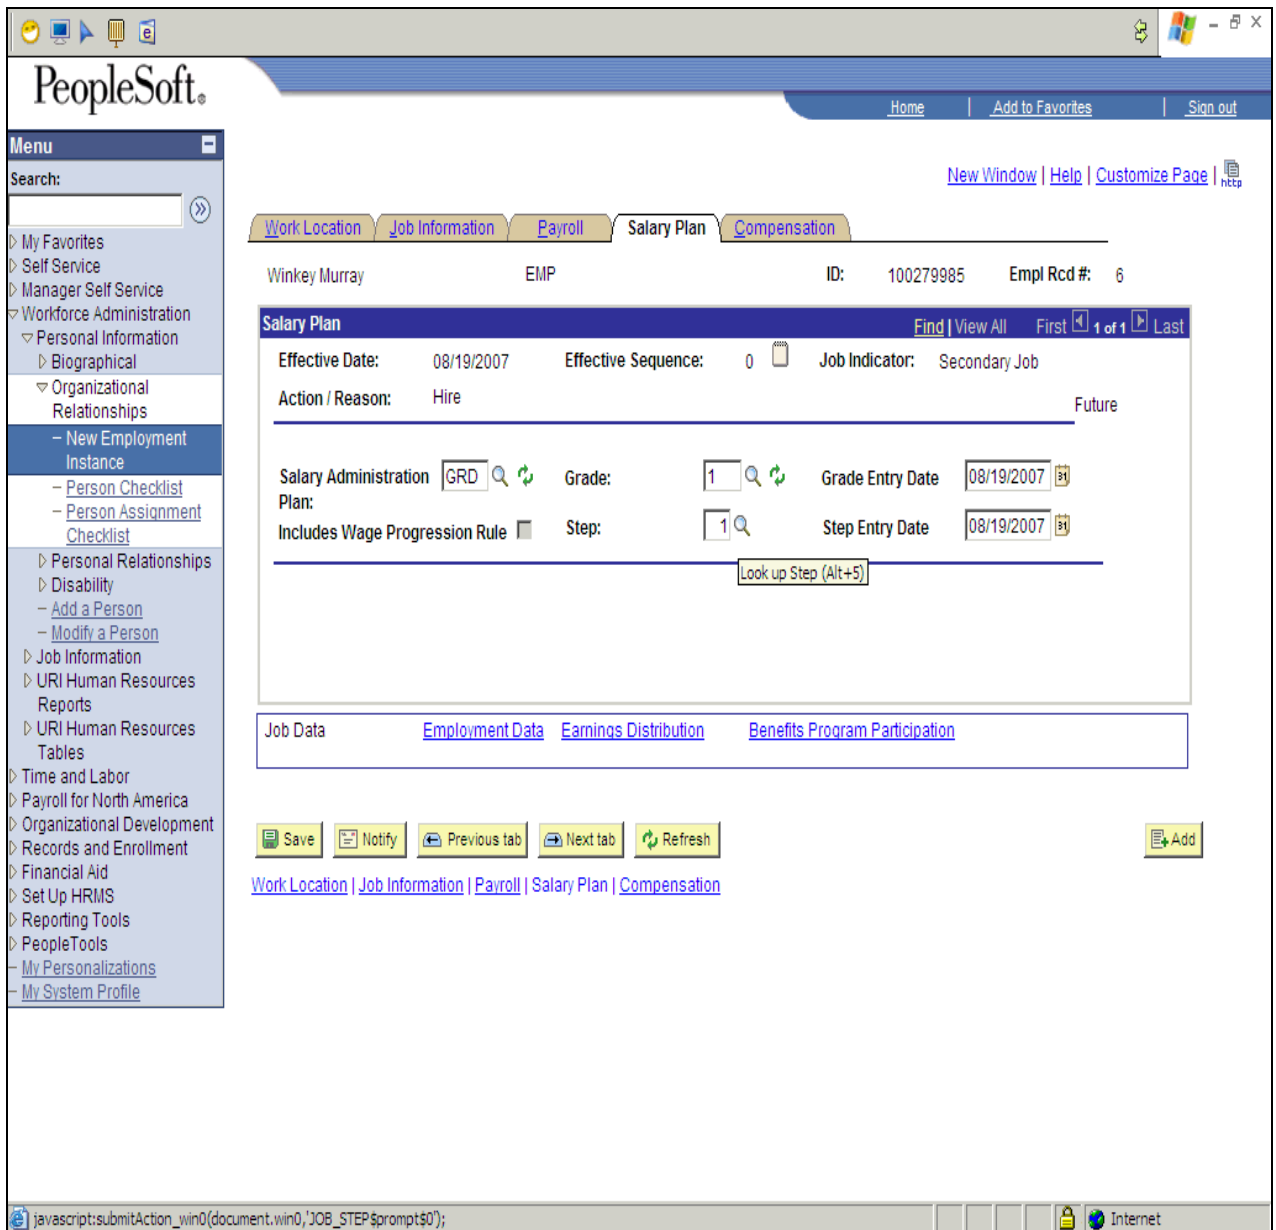 PeopleSoft®
Home | Add to Favorites | Sign out
Menu
Search:
My Favorites
Self Service
Manager Self Service
Workforce Administration
Personal Information
Biographical
Organizational
Relationships
– New Employment
Instance
– Person Checklist
– Person Assignment
Checklist
Personal Relationships
Disability
– Add a Person
– Modify a Person
Job Information
URI Human Resources
Reports
URI Human Resources
Tables
Time and Labor
Payroll for North America
Organizational Development
Records and Enrollment
Financial Aid
Set Up HRMS
Reporting Tools
PeopleTools
– My Personalizations
– My System Profile
New Window | Help | Customize Page | http
Work Location Job Information Payroll Salary Plan Compensation
Winkey Murray EMP ID: 100279985 Empl Rcd #: 6
Salary Plan Find | View All First 1 of 1 Last
Effective Date: 08/19/2007 Effective Sequence: 0 Job Indicator: Secondary Job
Action / Reason: Hire
Future
Salary Administration GRD Grade: 1 Grade Entry Date 08/19/2007 31
Plan:
Includes Wage Progression Rule Step: 1 Step Entry Date 08/19/2007 31
Look up Step (Alt+5)
Job Data Employment Data Earnings Distribution Benefits Program Participation
Save Notify Previous tab Next tab Refresh Add
Work Location | Job Information | Payroll | Salary Plan | Compensation
javascript:submitAction_win0(document.win0,'JOB_STEP$prompt$0'); Internet